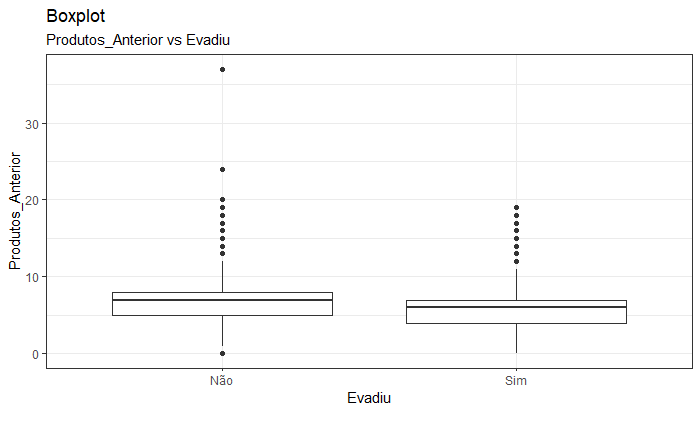 Boxplot
Produtos_Anterior vs Evadiu
Produtos_Anterior
30
20
10
0
Não
Sim
Evadiu